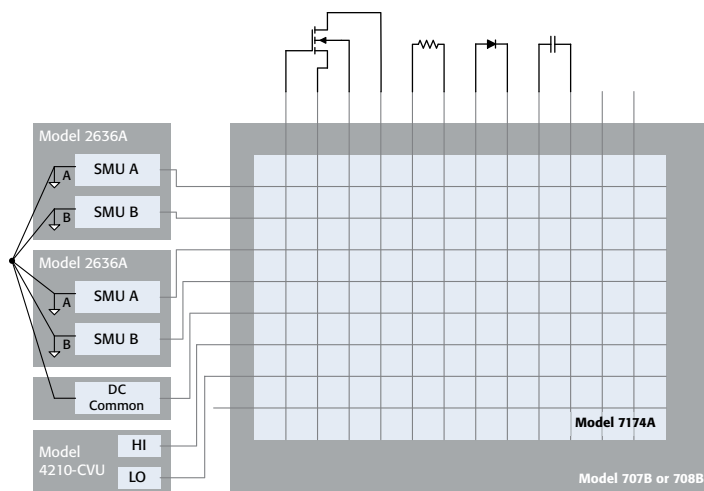 Model 2636A
A
SMU A
B
SMU B
Model 2636A
A
SMU A
B
SMU B
DC
Common
Model
4210-CVU
HI
LO
Model 7174A
Model 707B or 708B